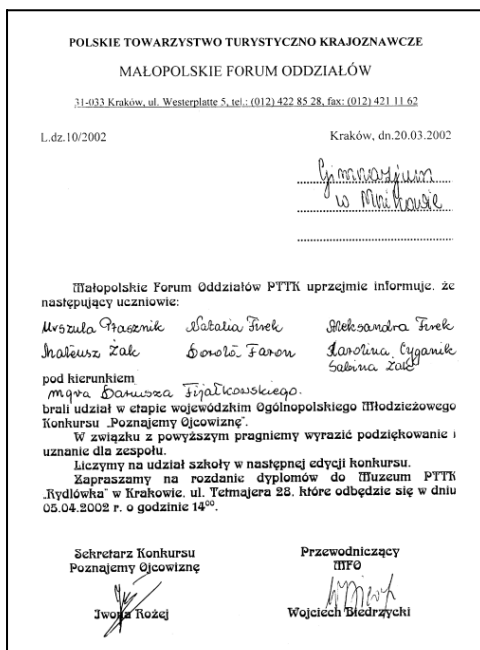 POLSKIE TOWARZYSTWO TURYSTYCZNO KRAJOZNAWCZE
MAŁOPOLSKIE FORUM ODDZIAŁÓW
31-033 Kraków, ul. Westerplatte 5, tel.: (012) 422 85 28, fax: (012) 421 11 62
L.dz.10/2002 Kraków, dn.20.03.2002
Gimnazjum
w Mnikowie
Małopolskie Forum Oddziałów PTTK uprzejmie informuje, że
następujący uczniowie:
Urszula Ptasznik Natalia Firek Aleksandra Firek
Mateusz Żak Dorota Faron Karolina Cyganik
Sabina Żak
pod kierunkiem
mgra Dariusza Fijałkowskiego.
brali udział w etapie wojewódzkim Ogólnopolskiego Młodzieżowego
Konkursu „Poznajemy Ojcowiznę”.
W związku z powyższym pragniemy wyrazić podziękowanie i
uznanie dla zespołu.
Liczymy na udział szkoły w następnej edycji konkursu.
Zapraszamy na rozdanie dyplomów do Muzeum PTTK
„Rydlówka” w Krakowie, ul. Tetmajera 28, które odbędzie się w dniu
05.04.2002 r. o godzinie 14⁰⁰.
Sekretarz Konkursu Przewodniczący
Poznajemy Ojcowiznę MFO
Iwona Rożej Wojciech Biedrzycki